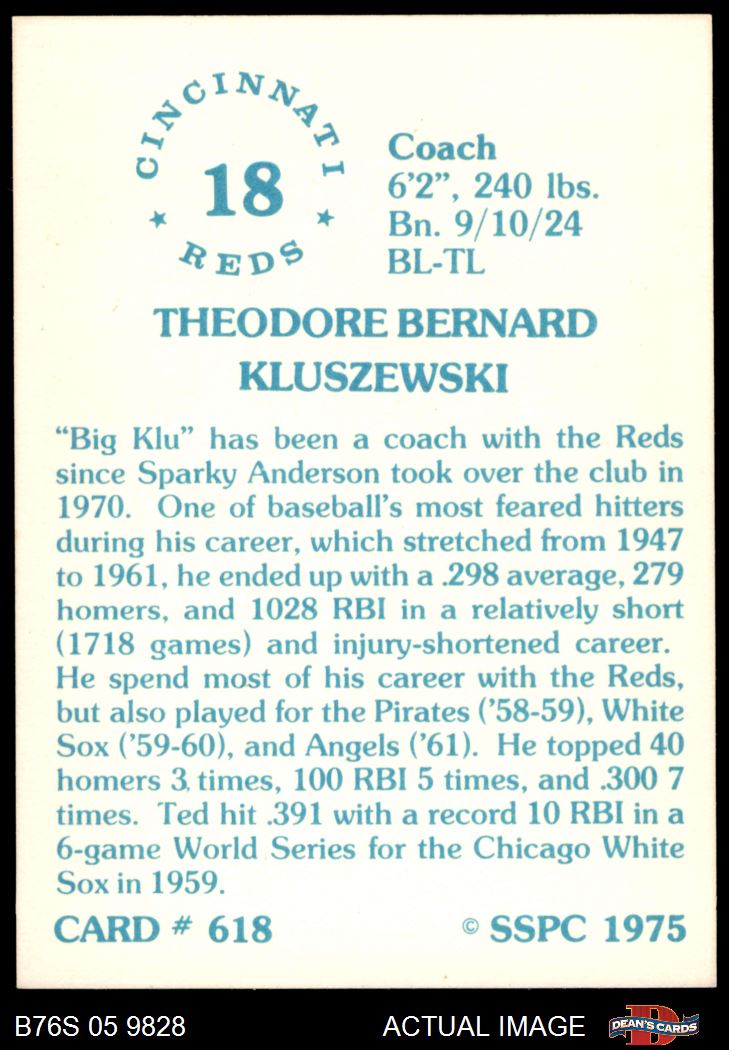 CINCINNATI
18
REDS
Coach
6'2", 240 lbs.
Bn. 9/10/24
BL-TL
THEODORE BERNARD
KLUSZEWSKI
"Big Klu" has been a coach with the Reds
since Sparky Anderson took over the club in
1970. One of baseball's most feared hitters
during his career, which stretched from 1947
to 1961, he ended up with a .298 average, 279
homers, and 1028 RBI in a relatively short
(1718 games) and injury-shortened career.
He spend most of his career with the Reds,
but also played for the Pirates ('58-59), White
Sox ('59-60), and Angels ('61). He topped 40
homers 3 times, 100 RBI 5 times, and .300 7
times. Ted hit .391 with a record 10 RBI in a
6-game World Series for the Chicago White
Sox in 1959.
CARD # 618 © SSPC 1975
B76S 05 9828 ACTUAL IMAGE DEAN'S CARDS